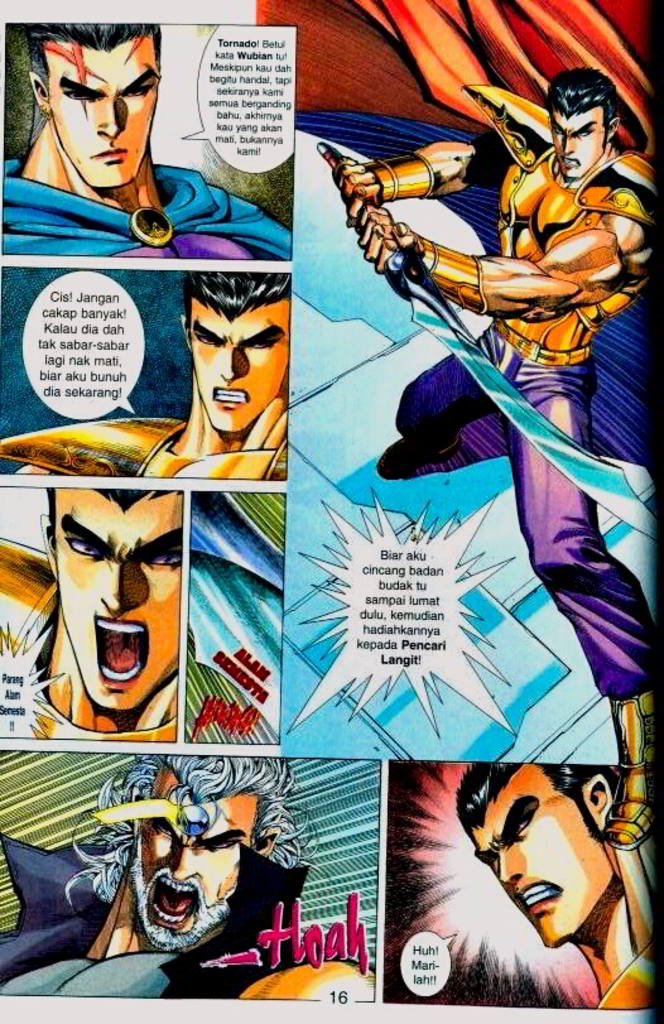 Tornado! Betul
kata Wubian tu!
Meskipun kau dah
begitu handal, tapi
sekiranya kami
semua berganding
bahu, akhirnya
kau yang akan
mati, bukannya
kami!
Cis! Jangan
cakap banyak!
Kalau dia dah
tak sabar-sabar
lagi nak mati,
biar aku bunuh
dia sekarang!
Biar aku
cincang badan
budak tu
sampai lumat
dulu, kemudian
hadiahkannya
kepada Pencari
Langit!
Parang
Alam
Semesta
!!
ALAM
SEMESTA
Hoah
Huh!
Mari-
lah!!
16